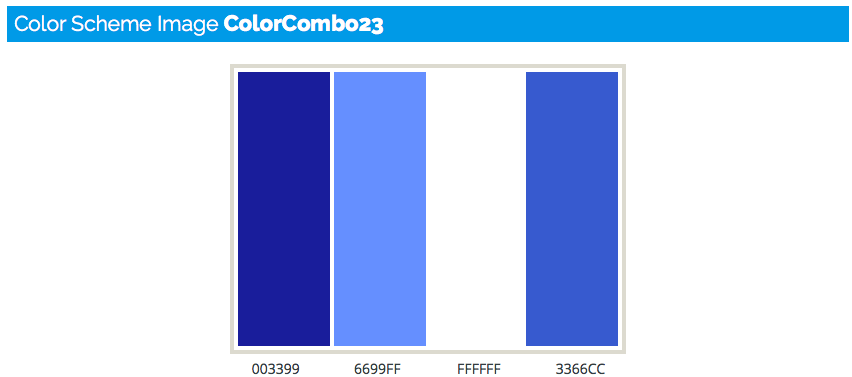 Color Scheme Image ColorCombo23
003399 6699FF FFFFFF 3366CC